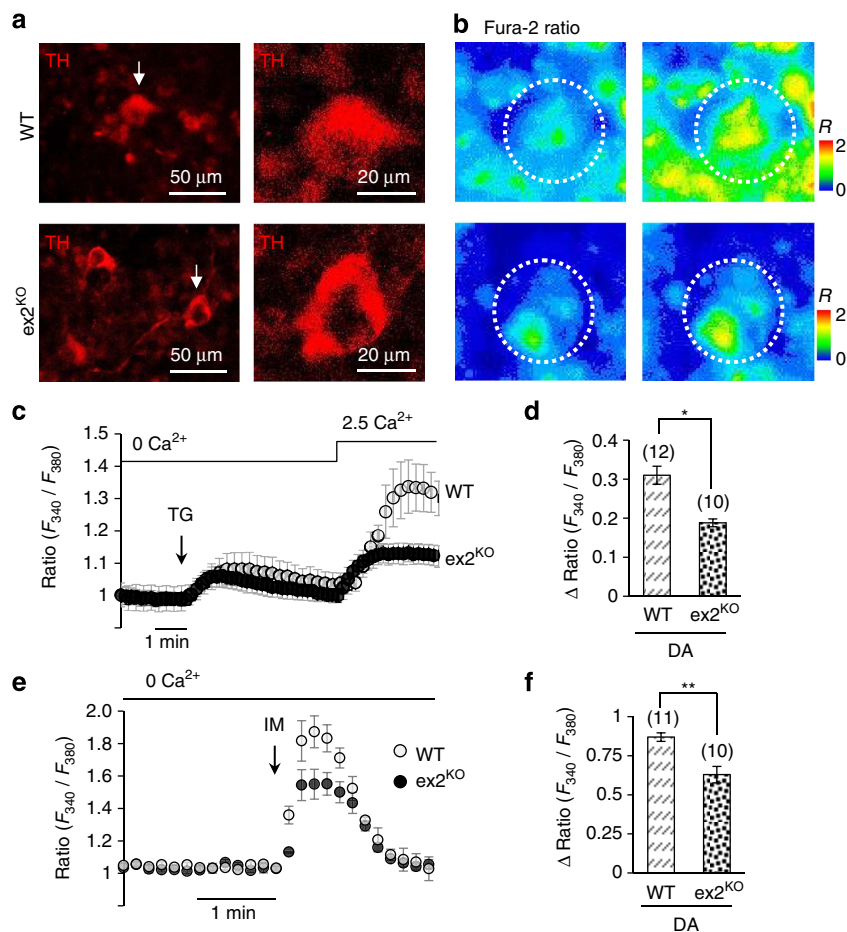 a
TH
WT
50 μm
TH
20 μm
TH
ex2KO
50 μm
TH
20 μm
b Fura-2 ratio
R
2
0
R
2
0
c
Ratio (F340 / F380)
1.5
1.4
1.3
1.2
1.1
1
0 Ca2+
2.5 Ca2+
TG
WT
ex2KO
1 min
d
Δ Ratio (F340 / F380)
0.4
0.3
0.2
0.1
0
*
(12)
(10)
WT ex2KO
DA
e
0 Ca2+
Ratio (F340 / F380)
2.0
1.8
1.6
1.4
1.2
1
IM
WT
ex2KO
1 min
f
Δ Ratio (F340 / F380)
1
0.75
0.5
0.25
0
**
(11)
(10)
WT ex2KO
DA